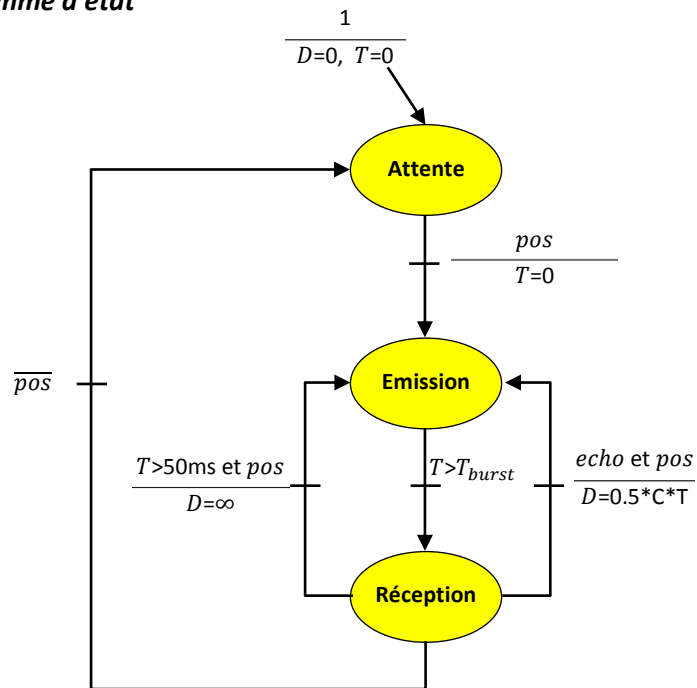 mme d'état
1
D=0, T=0
Attente
pos
T=0
pos
Emission
T>50ms et pos
D=∞
T>T_burst
echo et pos
D=0.5*C*T
Réception